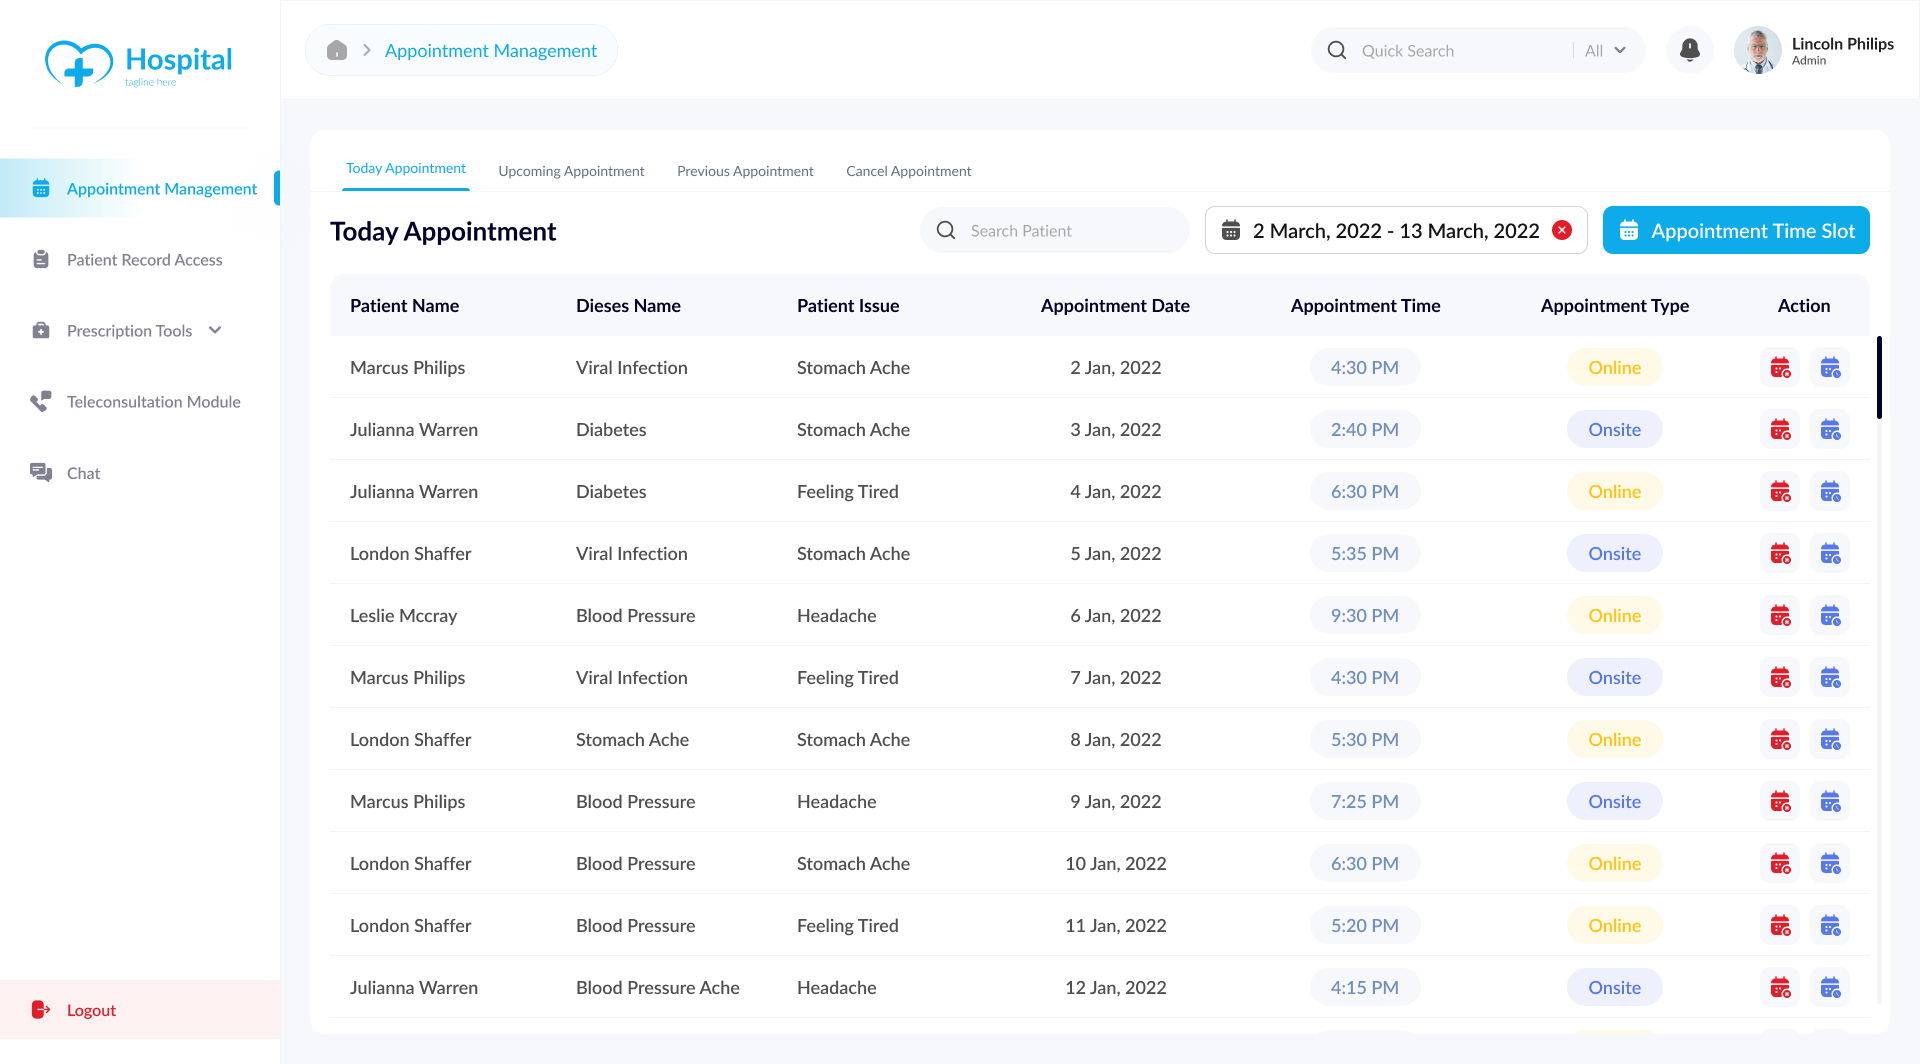 Hospital
tagline here
Appointment Management
Patient Record Access
Prescription Tools
Teleconsultation Module
Chat
Logout
Appointment Management
Quick Search
All
Lincoln Philips
Admin
Today Appointment
Upcoming Appointment
Previous Appointment
Cancel Appointment
Today Appointment
Search Patient
2 March, 2022 - 13 March, 2022
Appointment Time Slot
Patient Name Dieses Name Patient Issue Appointment Date Appointment Time Appointment Type Action
Marcus Philips Viral Infection Stomach Ache 2 Jan, 2022 4:30 PM Online
Julianna Warren Diabetes Stomach Ache 3 Jan, 2022 2:40 PM Onsite
Julianna Warren Diabetes Feeling Tired 4 Jan, 2022 6:30 PM Online
London Shaffer Viral Infection Stomach Ache 5 Jan, 2022 5:35 PM Onsite
Leslie Mccray Blood Pressure Headache 6 Jan, 2022 9:30 PM Online
Marcus Philips Viral Infection Feeling Tired 7 Jan, 2022 4:30 PM Onsite
London Shaffer Stomach Ache Stomach Ache 8 Jan, 2022 5:30 PM Online
Marcus Philips Blood Pressure Headache 9 Jan, 2022 7:25 PM Onsite
London Shaffer Blood Pressure Stomach Ache 10 Jan, 2022 6:30 PM Online
London Shaffer Blood Pressure Feeling Tired 11 Jan, 2022 5:20 PM Online
Julianna Warren Blood Pressure Ache Headache 12 Jan, 2022 4:15 PM Onsite